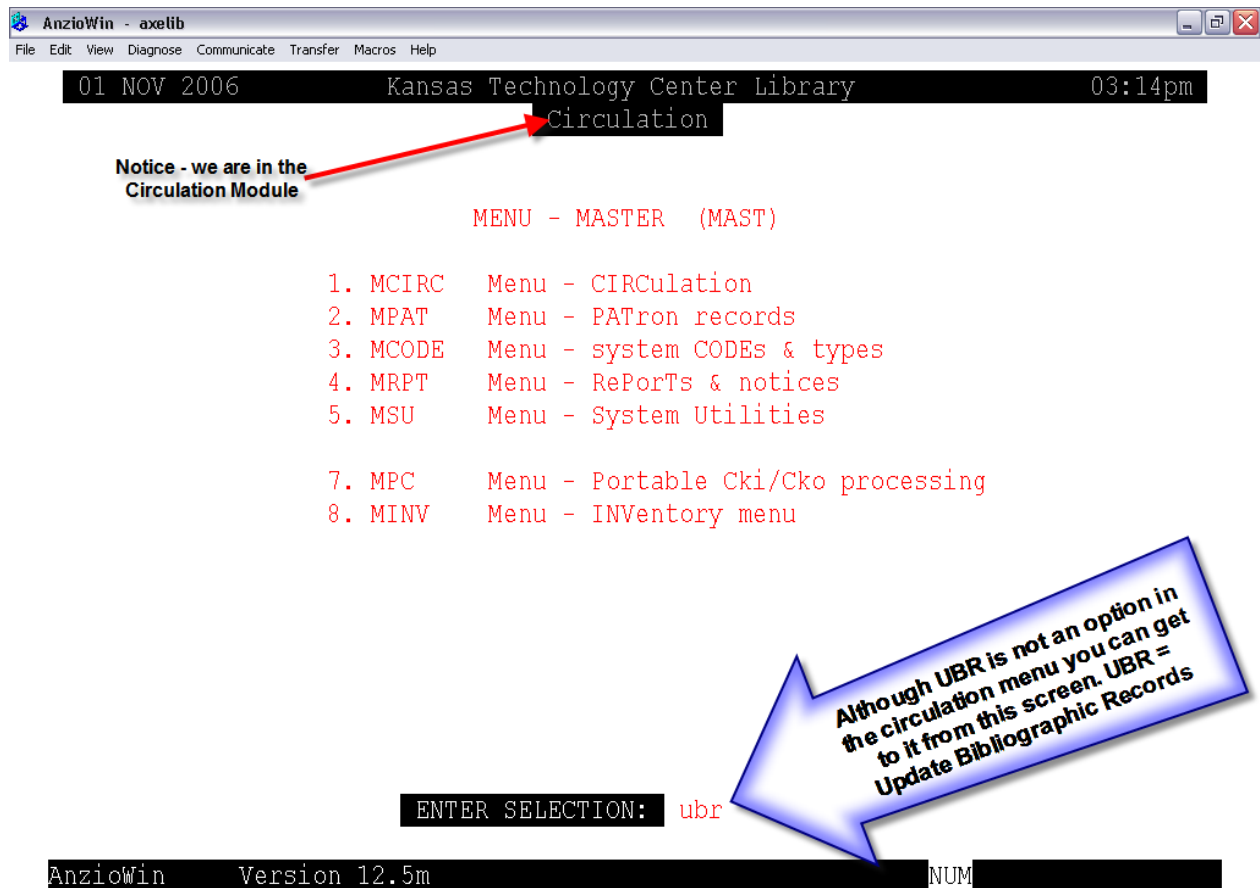 AnzioWin - axelib
File Edit View Diagnose Communicate Transfer Macros Help
01 NOV 2006 Kansas Technology Center Library 03:14pm
Circulation
Notice - we are in the
Circulation Module
MENU - MASTER (MAST)
1. MCIRC Menu - CIRCulation
2. MPAT Menu - PATron records
3. MCODE Menu - system CODEs & types
4. MRPT Menu - RePorTs & notices
5. MSU Menu - System Utilities
7. MPC Menu - Portable Cki/Cko processing
8. MINV Menu - INVentory menu
Although UBR is not an option in
the circulation menu you can get
to it from this screen. UBR =
Update Bibliographic Records
ENTER SELECTION: ubr
AnzioWin Version 12.5m NUM